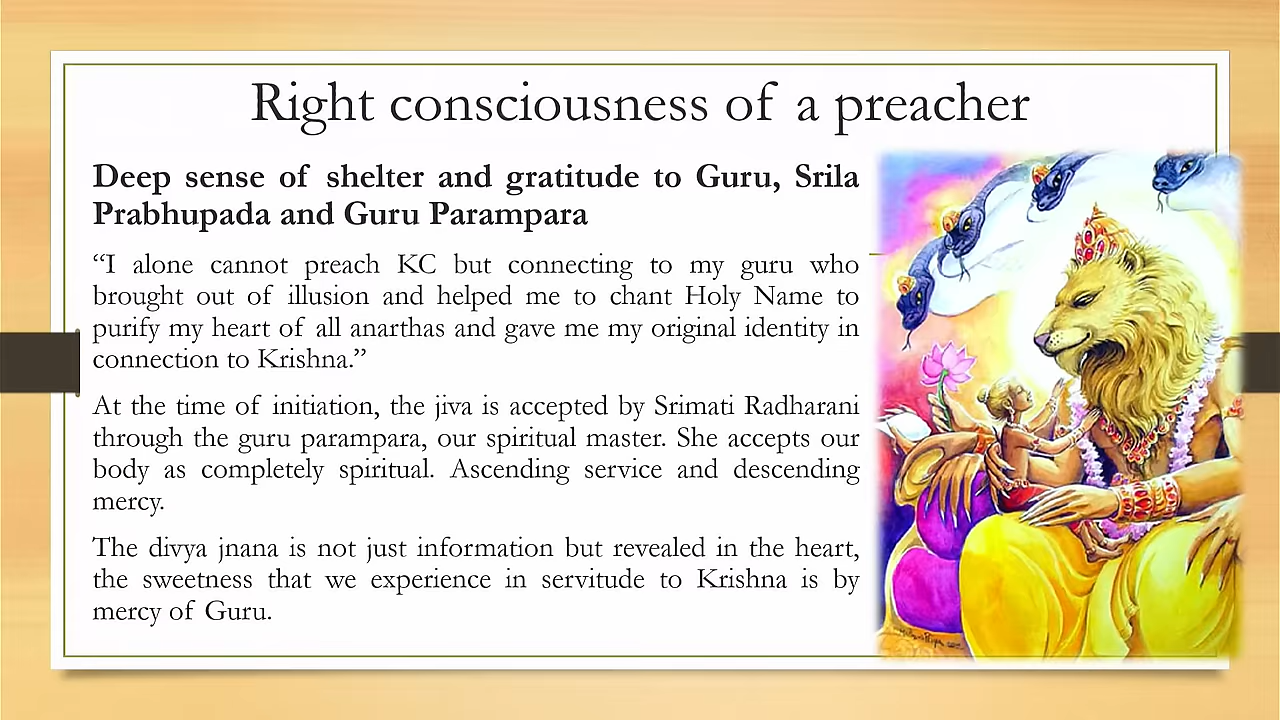 Right consciousness of a preacher
Deep sense of shelter and gratitude to Guru, Srila
Prabhupada and Guru Parampara
“I alone cannot preach KC but connecting to my guru who
brought out of illusion and helped me to chant Holy Name to
purify my heart of all anarthas and gave me my original identity in
connection to Krishna.”
At the time of initiation, the jiva is accepted by Srimati Radharani
through the guru parampara, our spiritual master. She accepts our
body as completely spiritual. Ascending service and descending
mercy.
The divya jnana is not just information but revealed in the heart,
the sweetness that we experience in servitude to Krishna is by
mercy of Guru.